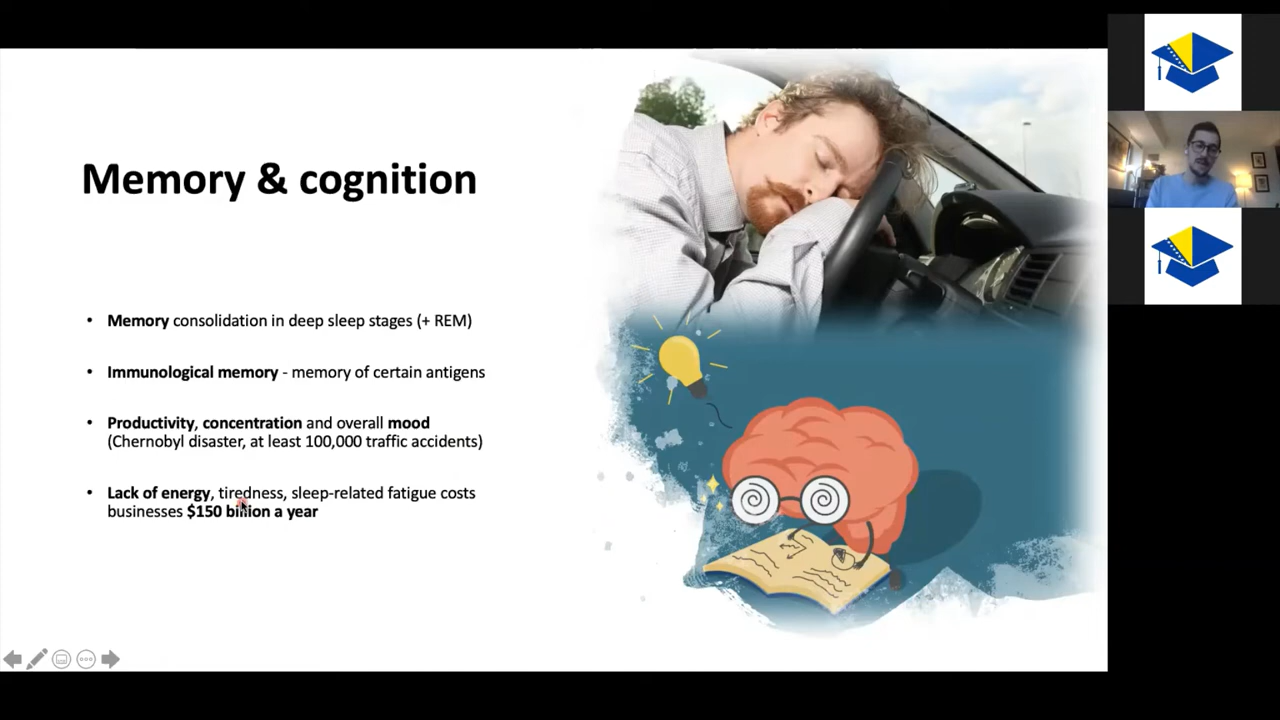 Memory & cognition
• Memory consolidation in deep sleep stages (+ REM)
• Immunological memory - memory of certain antigens
• Productivity, concentration and overall mood
(Chernobyl disaster, at least 100,000 traffic accidents)
• Lack of energy, tiredness, sleep-related fatigue costs
businesses $150 billion a year